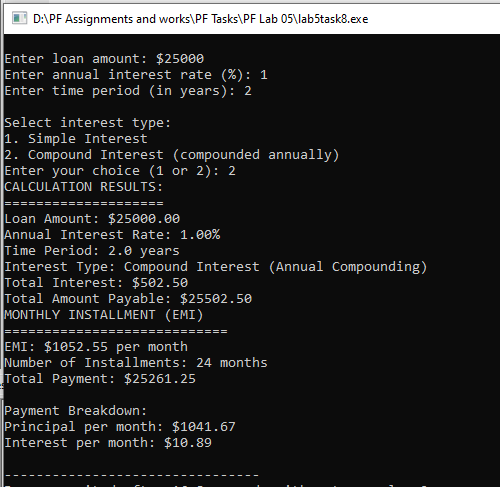 D:\PF Assignments and works\PF Tasks\PF Lab 05\lab5task8.exe
Enter loan amount: $25000
Enter annual interest rate (%): 1
Enter time period (in years): 2
Select interest type:
1. Simple Interest
2. Compound Interest (compounded annually)
Enter your choice (1 or 2): 2
CALCULATION RESULTS:
====================
Loan Amount: $25000.00
Annual Interest Rate: 1.00%
Time Period: 2.0 years
Interest Type: Compound Interest (Annual Compounding)
Total Interest: $502.50
Total Amount Payable: $25502.50
MONTHLY INSTALLMENT (EMI)
============================
EMI: $1052.55 per month
Number of Installments: 24 months
Total Payment: $25261.25
Payment Breakdown:
Principal per month: $1041.67
Interest per month: $10.89
--------------------------------